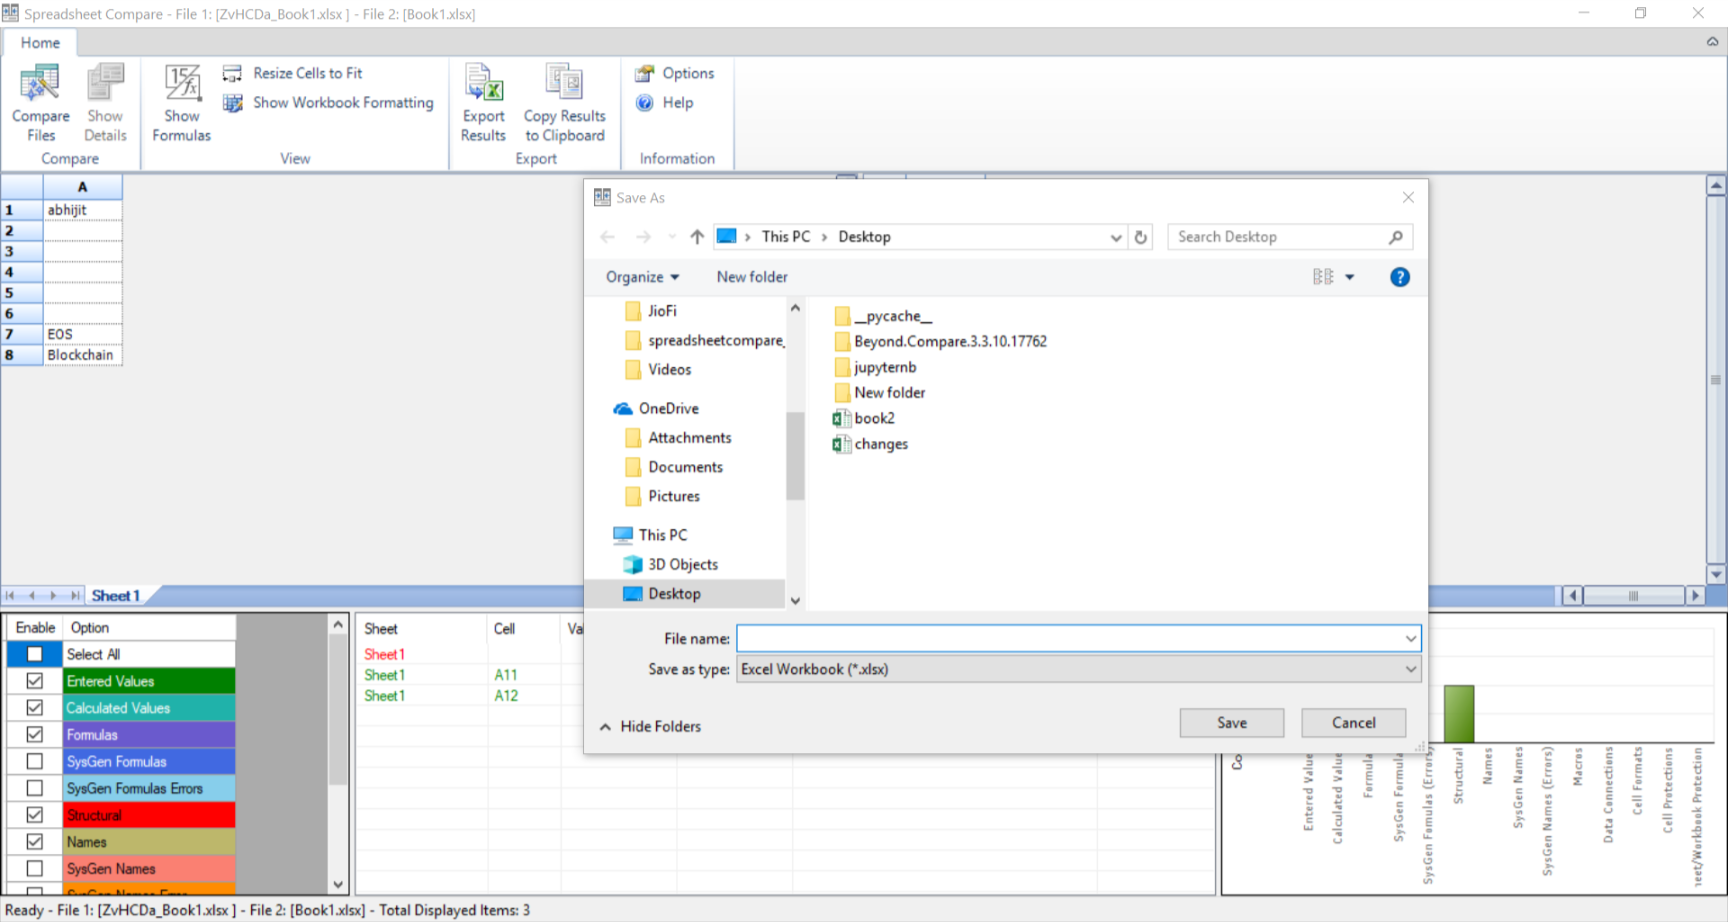 Spreadsheet Compare - File 1: [ZvHCDa_Book1.xlsx ] - File 2: [Book1.xlsx]
Home
Compare Files
Show Details
Compare
Show Formulas
Resize Cells to Fit
Show Workbook Formatting
View
Export Results
Copy Results to Clipboard
Export
Options
Help
Information
A
1 abhijit
2
3
4
5
6
7 EOS
8 Blockchain
Sheet1
Save As
This PC > Desktop
Search Desktop
Organize
New folder
JioFi
spreadsheetcompare_
Videos
OneDrive
Attachments
Documents
Pictures
This PC
3D Objects
Desktop
__pycache__
Beyond.Compare.3.3.10.17762
jupyternb
New folder
book2
changes
File name:
Save as type: Excel Workbook (*.xlsx)
Hide Folders
Save
Cancel
Enable Option
Select All
Entered Values
Calculated Values
Formulas
SysGen Formulas
SysGen Formulas Errors
Structural
Names
SysGen Names
Sheet Cell Va
Sheet1
Sheet1 A11
Sheet1 A12
Co
Entered Value
Calculated Value
Formula
SysGen Formula
SysGen Fomulas (Errors)
Structural
Names
SysGen Names
SysGen Names (Errors)
Macros
Data Connections
Cell Formats
Cell Protections
neet/Workbook Protection
Ready - File 1: [ZvHCDa_Book1.xlsx ] - File 2: [Book1.xlsx] - Total Displayed Items: 3